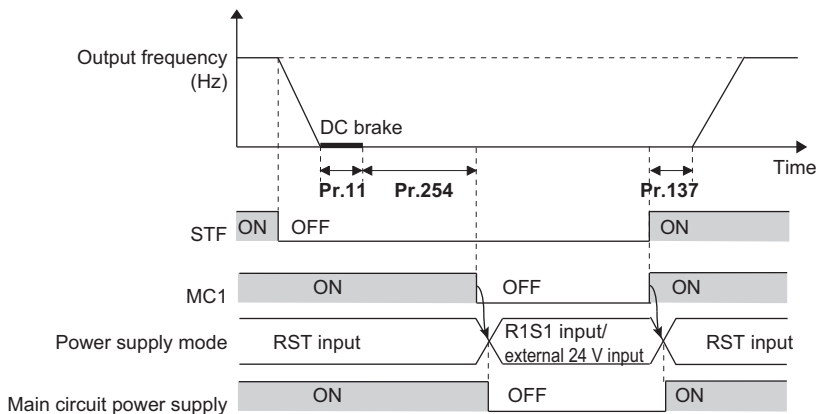 Output frequency
(Hz)
DC brake
Time
Pr.11 Pr.254 Pr.137
STF ON OFF ON
MC1 ON OFF ON
Power supply mode RST input R1S1 input/
external 24 V input RST input
Main circuit power supply ON OFF ON